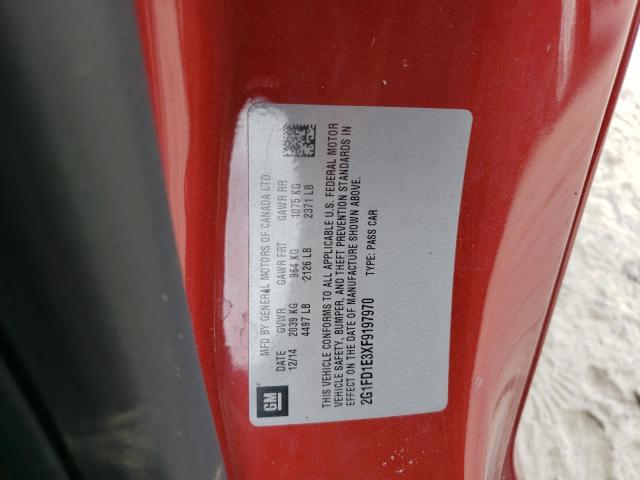 MFD BY GENERAL MOTORS OF CANADA LTD.
DATE GVWR GAWR FRT GAWR RR
12/14 2039 KG 964 KG 1075 KG
4497 LB 2126 LB 2371 LB
THIS VEHICLE CONFORMS TO ALL APPLICABLE U.S. FEDERAL MOTOR
VEHICLE SAFETY, BUMPER, AND THEFT PREVENTION STANDARDS IN
EFFECT ON THE DATE OF MANUFACTURE SHOWN ABOVE.
2G1FD1E3XF9197970 TYPE: PASS CAR
GM